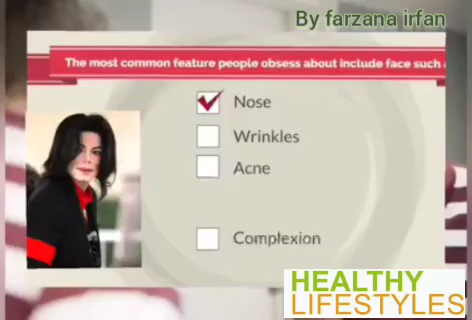 By farzana irfan
The most common feature people obsess about include face such
Nose
Wrinkles
Acne
Complexion
HEALTHY
LIFESTYLES